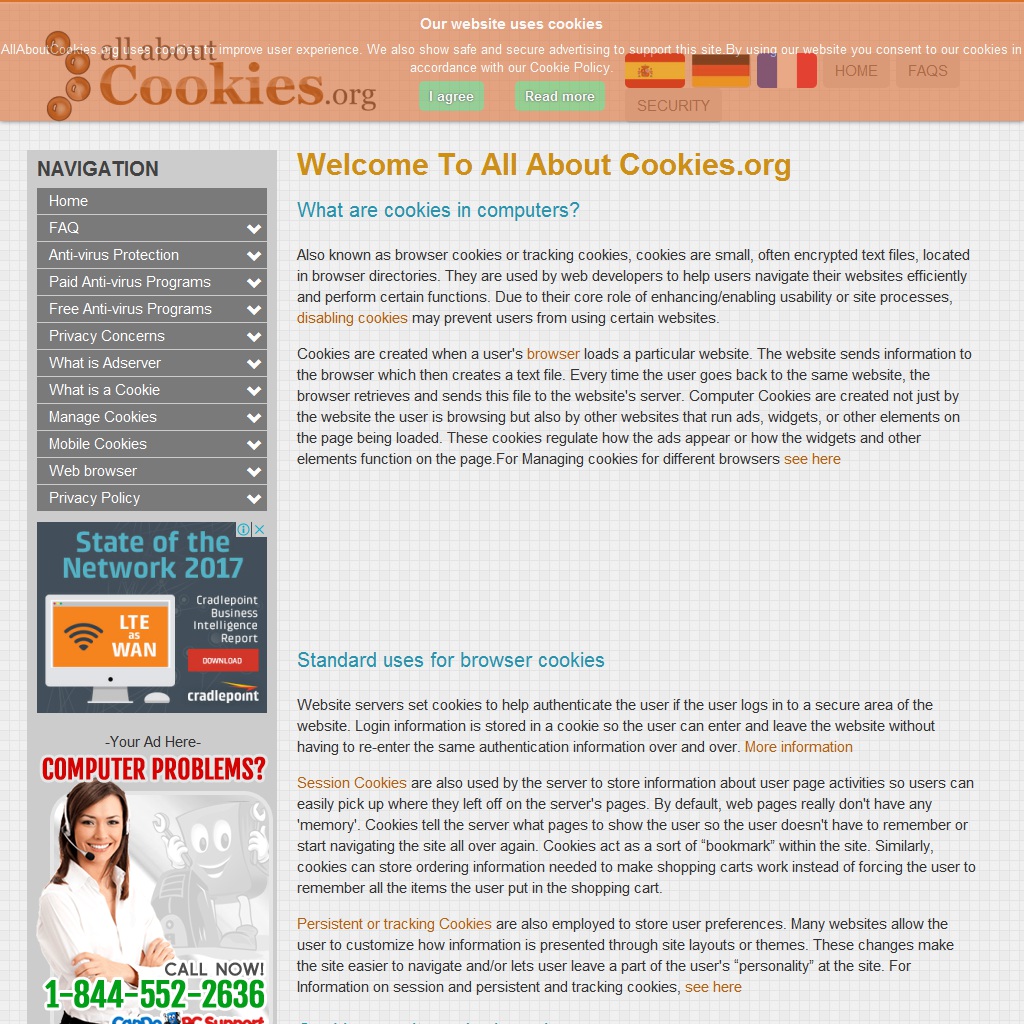 Our website uses cookies
AllAboutCookies.org uses cookies to improve user experience. We also show safe and secure advertising to support this site.By using our website you consent to our cookies in
accordance with our Cookie Policy.
I agree
Read more
all about
Cookies.org
HOME
FAQS
SECURITY
NAVIGATION
Home
FAQ
Anti-virus Protection
Paid Anti-virus Programs
Free Anti-virus Programs
Privacy Concerns
What is Adserver
What is a Cookie
Manage Cookies
Mobile Cookies
Web browser
Privacy Policy
State of the
Network 2017
LTE
as
WAN
Cradlepoint
Business
Intelligence
Report
DOWNLOAD
cradlepoint
-Your Ad Here-
COMPUTER PROBLEMS?
CALL NOW!
1-844-552-2636
CanDo PC Support
Welcome To All About Cookies.org
What are cookies in computers?
Also known as browser cookies or tracking cookies, cookies are small, often encrypted text files, located
in browser directories. They are used by web developers to help users navigate their websites efficiently
and perform certain functions. Due to their core role of enhancing/enabling usability or site processes,
disabling cookies may prevent users from using certain websites.
Cookies are created when a user's browser loads a particular website. The website sends information to
the browser which then creates a text file. Every time the user goes back to the same website, the
browser retrieves and sends this file to the website's server. Computer Cookies are created not just by
the website the user is browsing but also by other websites that run ads, widgets, or other elements on
the page being loaded. These cookies regulate how the ads appear or how the widgets and other
elements function on the page.For Managing cookies for different browsers see here
Standard uses for browser cookies
Website servers set cookies to help authenticate the user if the user logs in to a secure area of the
website. Login information is stored in a cookie so the user can enter and leave the website without
having to re-enter the same authentication information over and over. More information
Session Cookies are also used by the server to store information about user page activities so users can
easily pick up where they left off on the server's pages. By default, web pages really don't have any
'memory'. Cookies tell the server what pages to show the user so the user doesn't have to remember or
start navigating the site all over again. Cookies act as a sort of “bookmark” within the site. Similarly,
cookies can store ordering information needed to make shopping carts work instead of forcing the user to
remember all the items the user put in the shopping cart.
Persistent or tracking Cookies are also employed to store user preferences. Many websites allow the
user to customize how information is presented through site layouts or themes. These changes make
the site easier to navigate and/or lets user leave a part of the user's “personality” at the site. For
Information on session and persistent and tracking cookies, see here